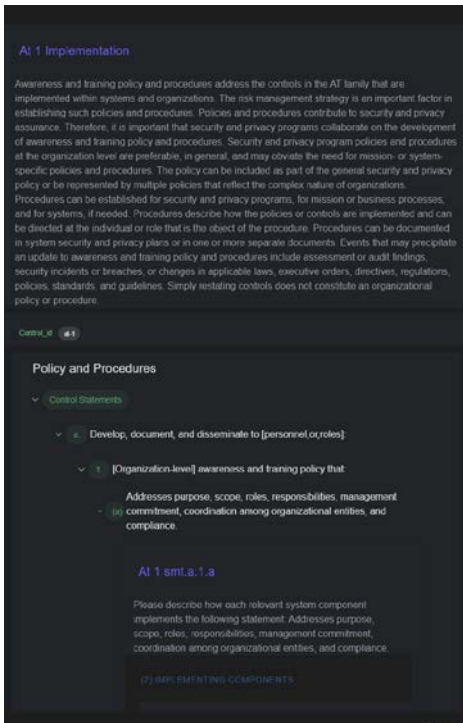 At 1 Implementation
Awareness and training policy and procedures address the controls in the AT family that are
implemented within systems and organizations. The risk management strategy is an important factor in
establishing such policies and procedures. Policies and procedures contribute to security and privacy
assurance. Therefore, it is important that security and privacy programs collaborate on the development
of awareness and training policy and procedures. Security and privacy program policies and procedures
at the organization level are preferable, in general, and may obviate the need for mission- or system-
specific policies and procedures. The policy can be included as part of the general security and privacy
policy or be represented by multiple policies that reflect the complex nature of organizations.
Procedures can be established for security and privacy programs, for mission or business processes,
and for systems, if needed. Procedures describe how the policies or controls are implemented and can
be directed at the individual or role that is the object of the procedure. Procedures can be documented
in system security and privacy plans or in one or more separate documents. Events that may precipitate
an update to awareness and training policy and procedures include assessment or audit findings,
security incidents or breaches, or changes in applicable laws, executive orders, directives, regulations,
policies, standards, and guidelines. Simply restating controls does not constitute an organizational
policy or procedure.
Control_id at-1
Policy and Procedures
Control Statements
a. Develop, document, and disseminate to [personnel,or,roles]:
1 [Organization-level] awareness and training policy that:
(a) Addresses purpose, scope, roles, responsibilities, management
commitment, coordination among organizational entities, and
compliance.
At 1 smt.a.1.a
Please describe how each relevant system component
implements the following statement: Addresses purpose,
scope, roles, responsibilities, management commitment,
coordination among organizational entities, and compliance.
(7) IMPLEMENTING COMPONENTS